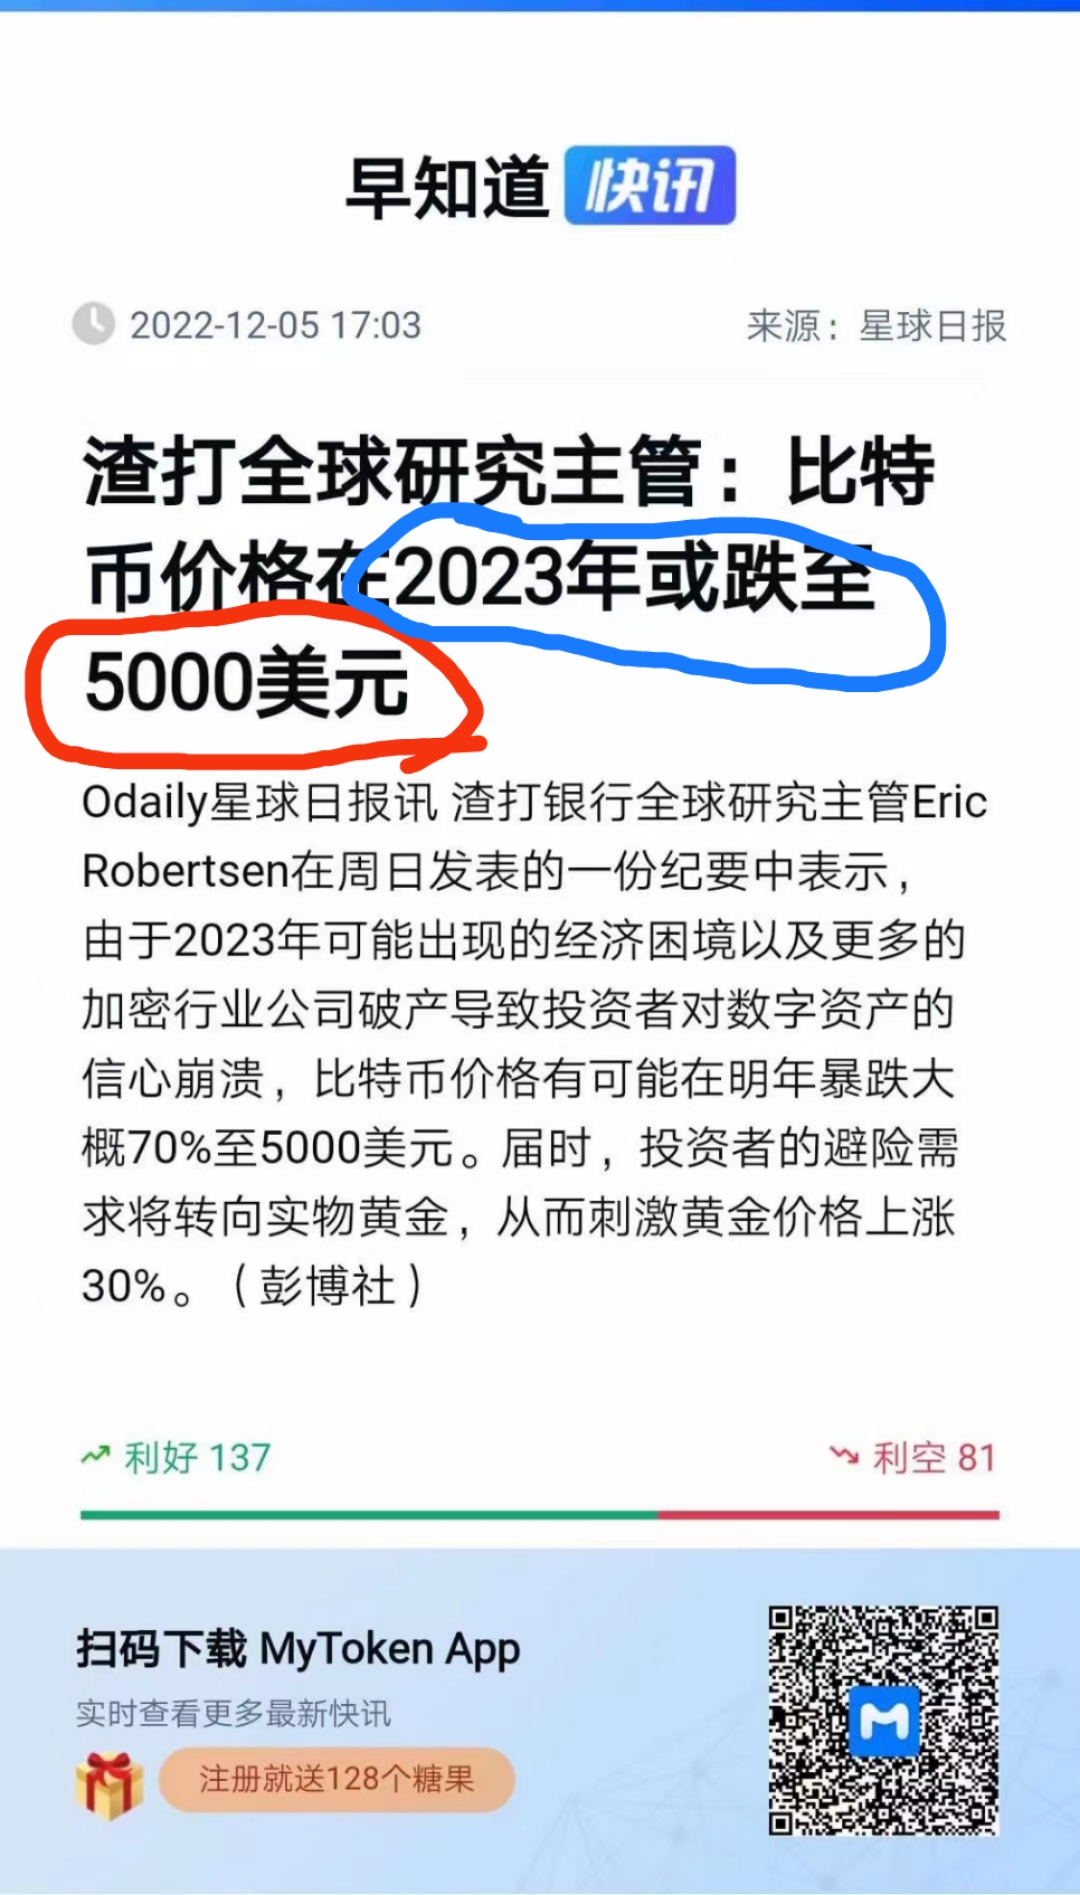 早知道 快讯
2022-12-05 17:03 来源：星球日报
渣打全球研究主管：比特
币价格在2023年或跌至
5000美元
Odaily星球日报讯 渣打银行全球研究主管Eric
Robertsen在周日发表的一份纪要中表示，
由于2023年可能出现的经济困境以及更多的
加密行业公司破产导致投资者对数字资产的
信心崩溃，比特币价格有可能在明年暴跌大
概70%至5000美元。届时，投资者的避险需
求将转向实物黄金，从而刺激黄金价格上涨
30%。（彭博社）
利好 137 利空 81
扫码下载 MyToken App
实时查看更多最新快讯
注册就送128个糖果